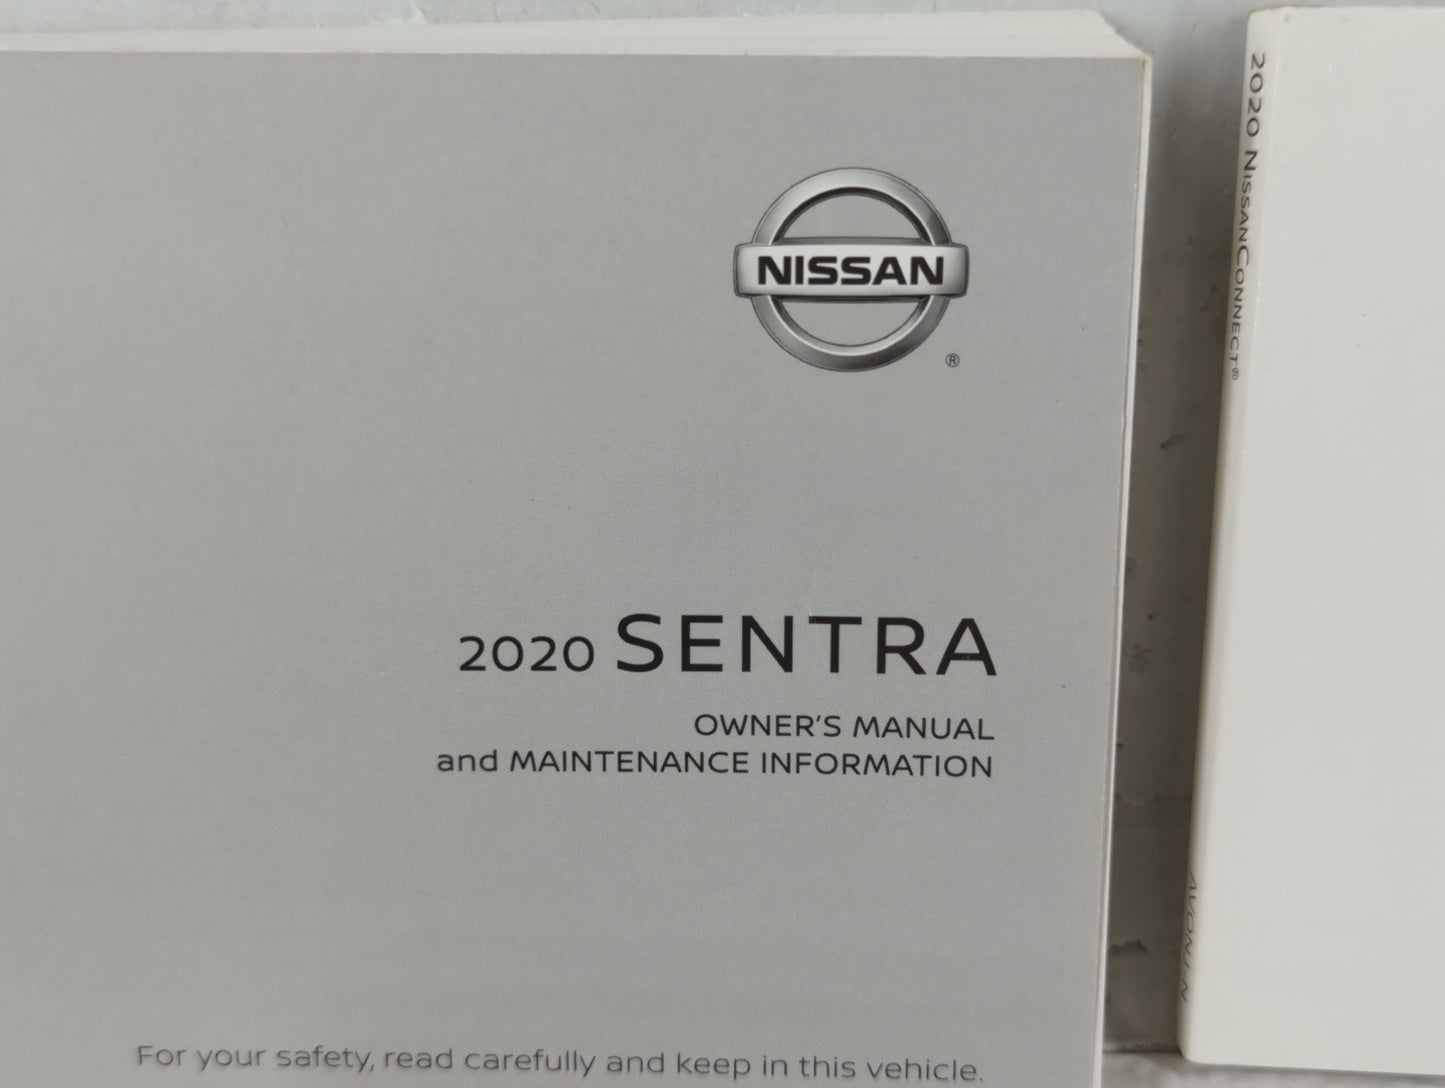 NISSAN
®
2020 SENTRA
OWNER'S MANUAL
and MAINTENANCE INFORMATION
For your safety, read carefully and keep in this vehicle.
2020 NISSANCONNECT®
AVON-N